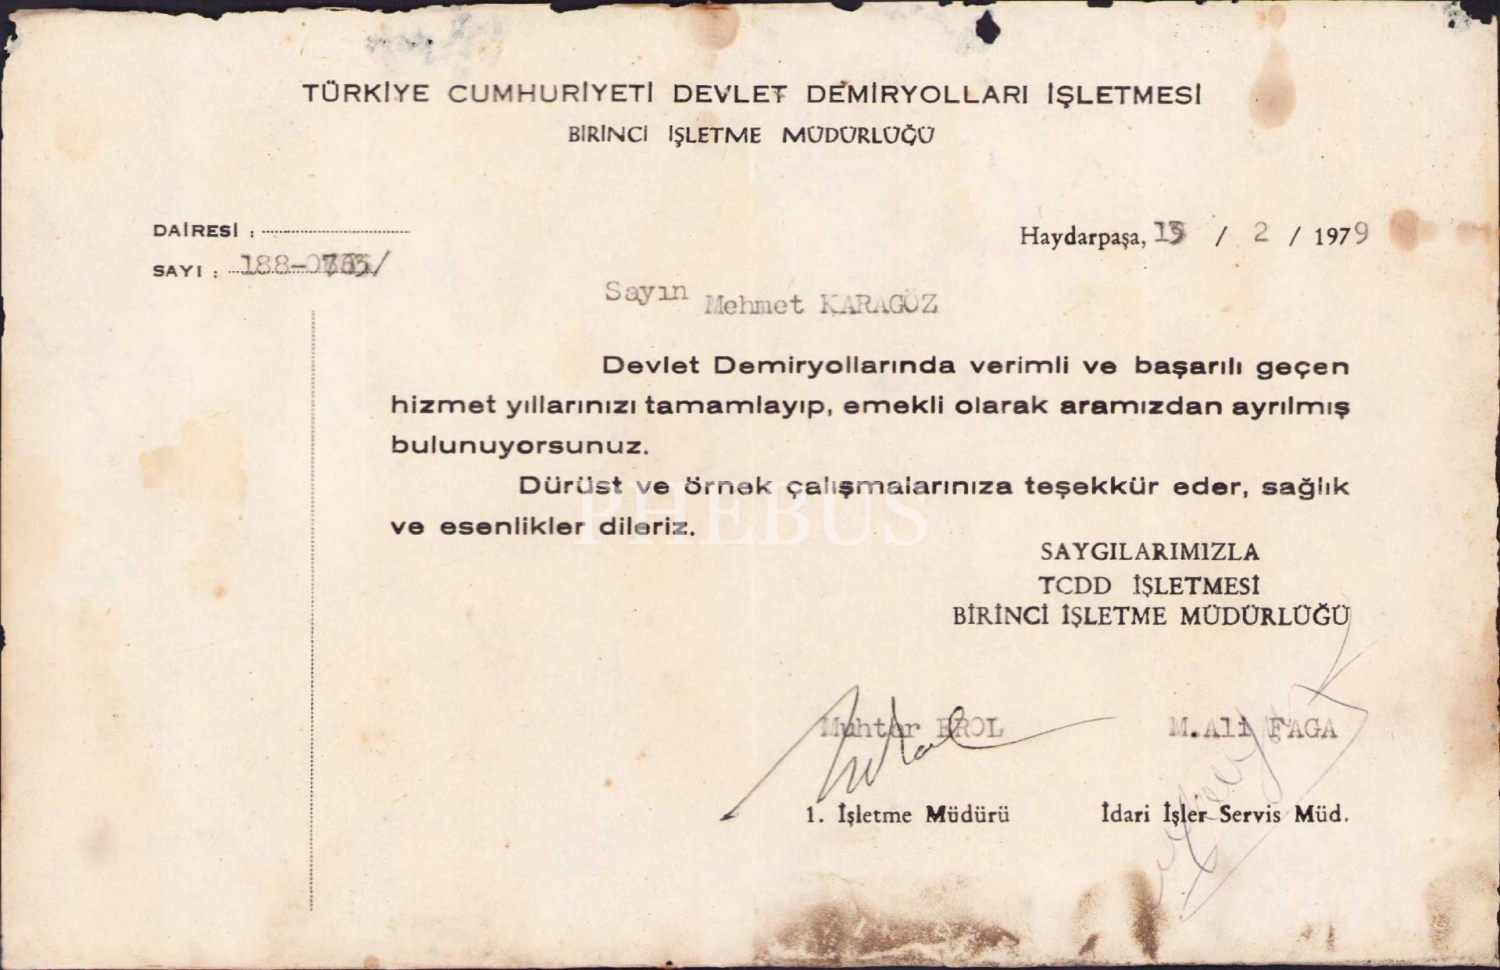 TÜRKİYE CUMHURİYETİ DEVLET DEMİRYOLLARI İŞLETMESİ
BİRİNCİ İŞLETME MÜDÜRLÜĞÜ
DAİRESİ :
Haydarpaşa, / 2 / 1979
SAYI : 188-
Sayın Mehmet KARAGÖZ
Devlet Demiryollarında verimli ve başarılı geçen
hizmet yıllarınızı tamamlayıp, emekli olarak aramızdan ayrılmış
bulunuyorsunuz.
Dürüst ve örnek çalışmalarınıza teşekkür eder, sağlık
ve esenlikler dileriz.
PHEBUS
SAYGILARIMIZLA
TCDD İŞLETMESİ
BİRİNCİ İŞLETME MÜDÜRLÜĞÜ
Muhtar EROL M.Ali FAGA
1. İşletme Müdürü İdari İşler Servis Müd.